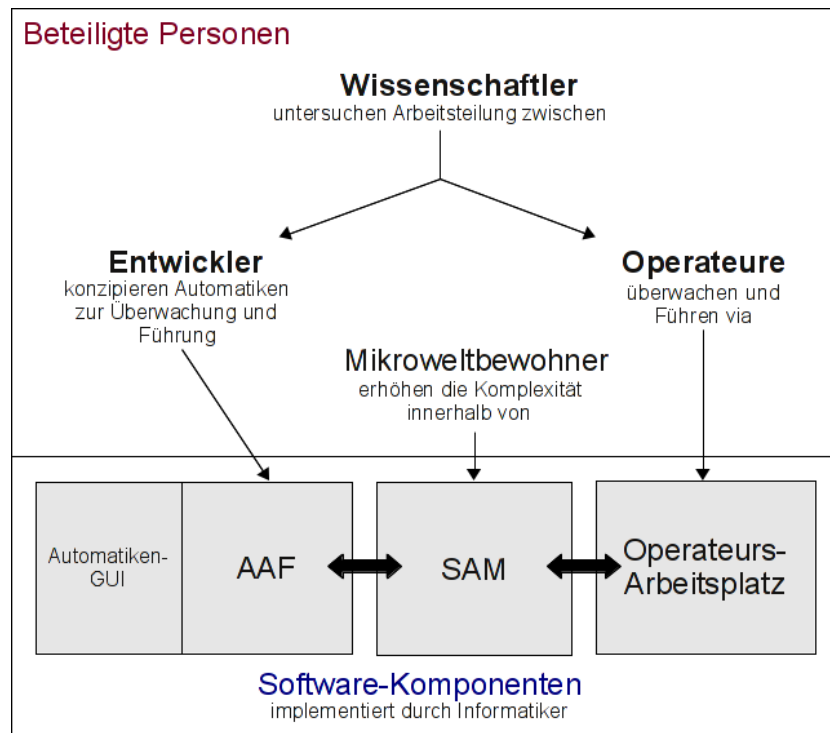 Beteiligte Personen
Wissenschaftler
untersuchen Arbeitsteilung zwischen
Entwickler
konzipieren Automatiken
zur Überwachung und
Führung
Operateure
überwachen und
Führen via
Mikroweltbewohner
erhöhen die Komplexität
innerhalb von
Automatiken-
GUI
AAF
SAM
Operateurs-
Arbeitsplatz
Software-Komponenten
implementiert durch Informatiker